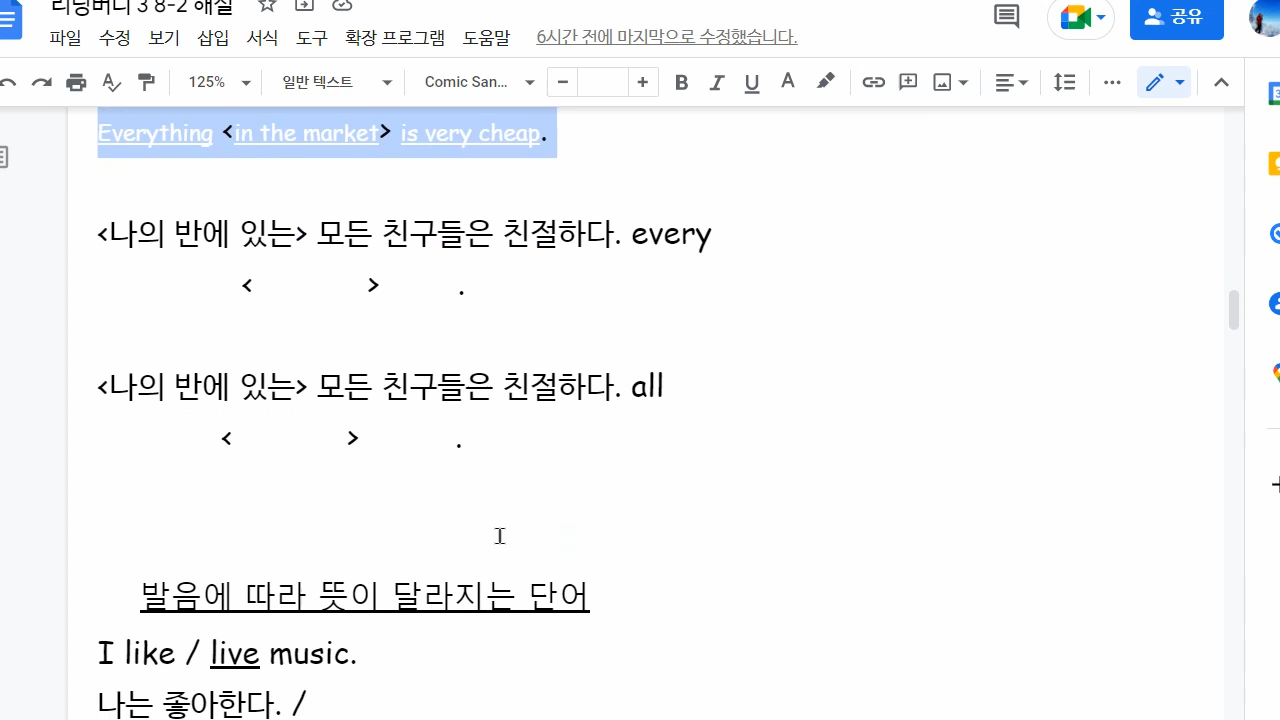 리딩버디 3 8-2 해설
파일 수정 보기 삽입 서식 도구 확장 프로그램 도움말 6시간 전에 마지막으로 수정했습니다.
공유
125% 일반 텍스트 Comic San... − + B I U A
Everything <in the market> is very cheap.
<나의 반에 있는> 모든 친구들은 친절하다. every
< > .
<나의 반에 있는> 모든 친구들은 친절하다. all
< > .
발음에 따라 뜻이 달라지는 단어
I like / live music.
나는 좋아한다. /